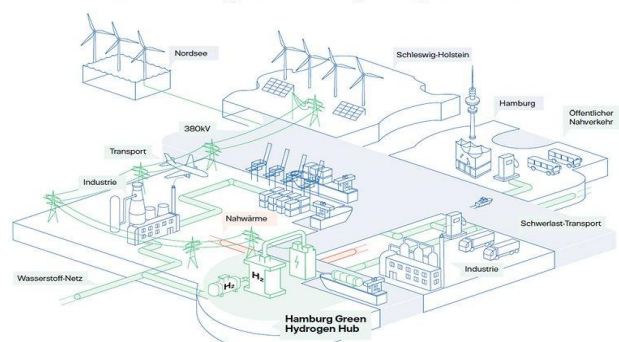 Nordsee
Schleswig-Holstein
Hamburg
Öffentlicher
Nahverkehr
380kV
Transport
Industrie
Nahwärme
Schwerlast-Transport
Industrie
Wasserstoff-Netz
H₂
H₂
Hamburg Green
Hydrogen Hub